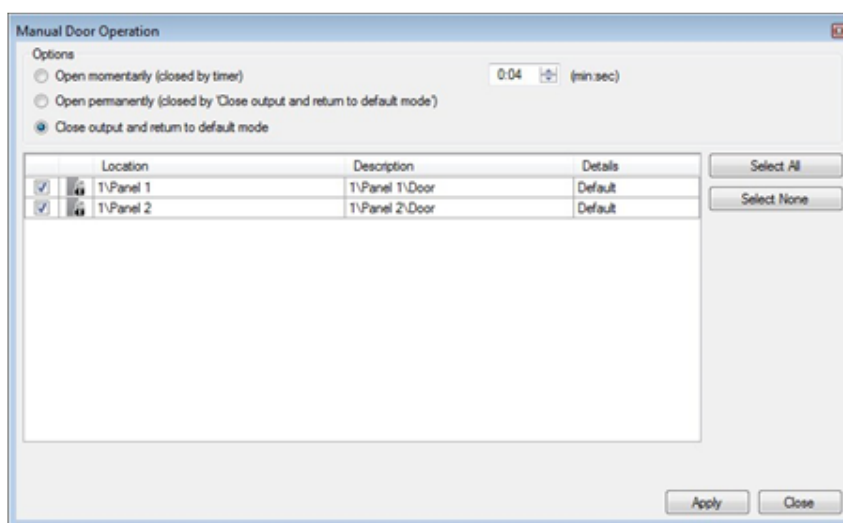 Manual Door Operation
Options
Open momentarily (closed by timer) 0:04 (min:sec)
Open permanently (closed by 'Close output and return to default mode')
Close output and return to default mode
Location Description Details Select All
1\Panel 1 1\Panel 1\Door Default
1\Panel 2 1\Panel 2\Door Default Select None
Apply Close